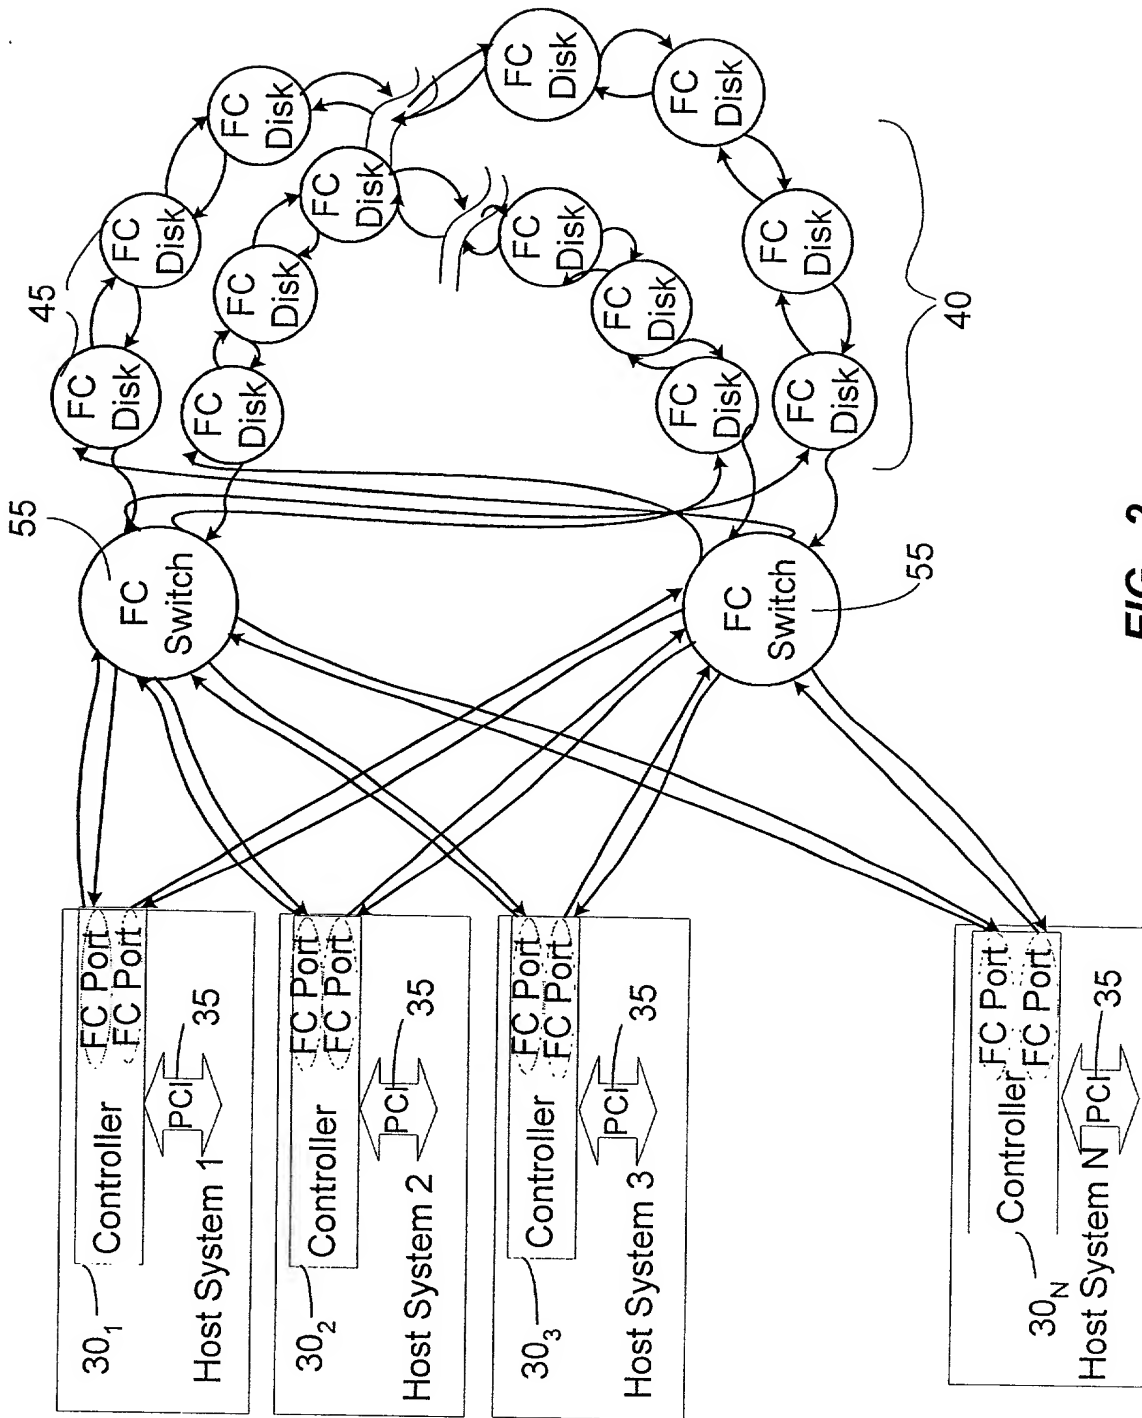 30₁
Controller
FC Port
FC Port
PCI
35
Host System 1
30₂
Controller
FC Port
FC Port
PCI
35
Host System 2
30₃
Controller
FC Port
FC Port
PCI
35
Host System 3
30N
Controller
FC Port
FC Port
PCI
35
Host System N
55
FC
Switch
FC
Switch
55
45
FC
Disk
FC
Disk
FC
Disk
FC
Disk
FC
Disk
FC
Disk
FC
Disk
FC
Disk
FC
Disk
FC
Disk
FC
Disk
FC
Disk
FC
Disk
40
FIG. 2